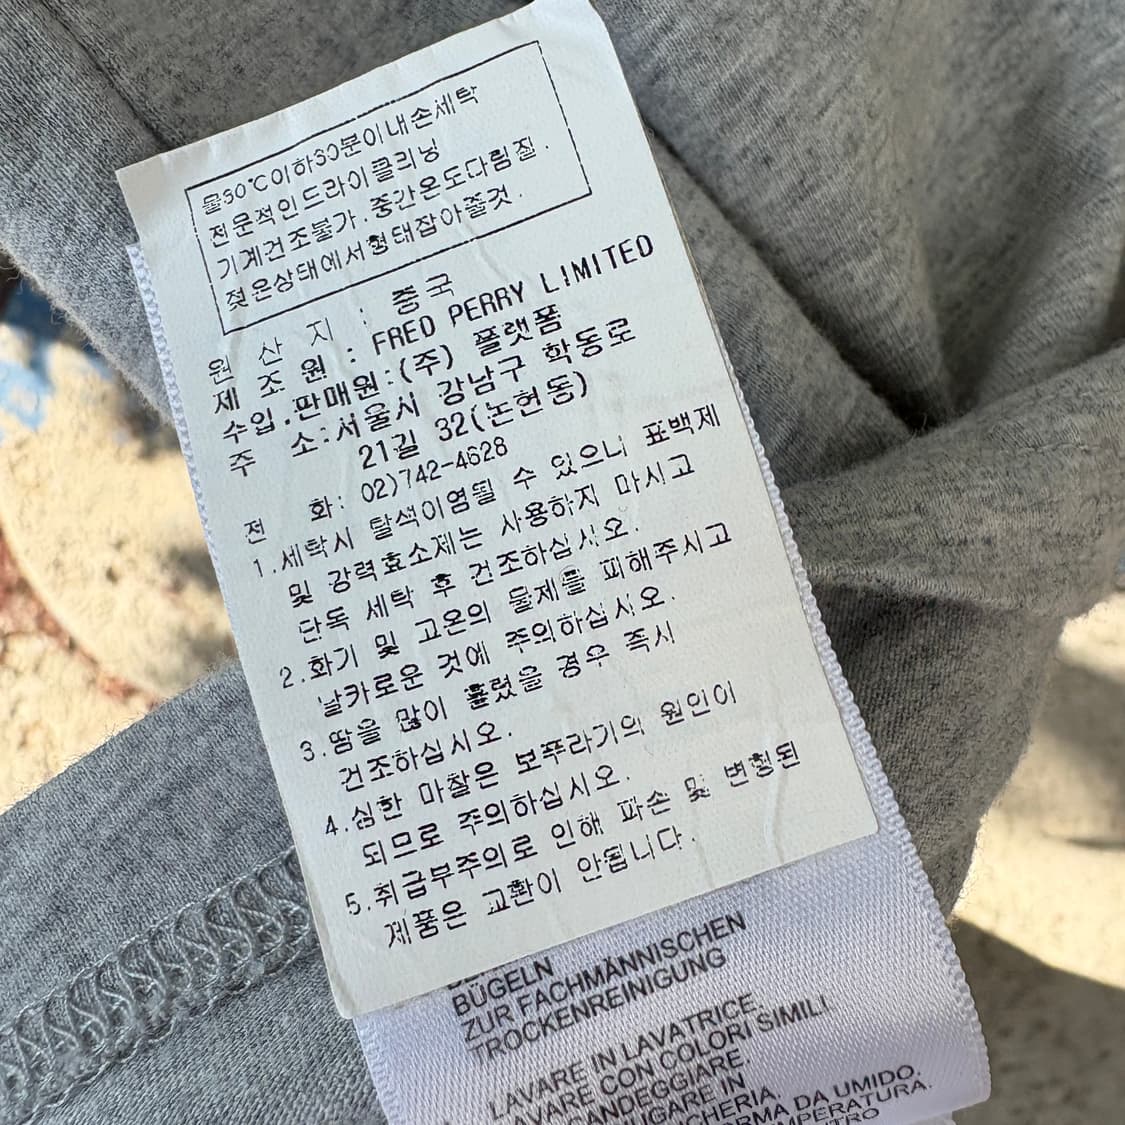 물30℃이하30분이내손세탁
전문적인드라이클리닝
기계건조불가.중간온도다림질.
젖은상태에서형태잡아줄것.
원 산 지 : 중국
제 조 원 : FRED PERRY LIMITED
수입.판매원:(주) 플랫폼
주 소:서울시 강남구 학동로
21길 32(논현동)
전 화: 02)742-4628
1.세탁시 탈색이염될 수 있으니 표백제
및 강력효소제는 사용하지 마시고
단독 세탁 후 건조하십시오.
2.화기 및 고온의 물제를 피해주시고
날카로운 것에 주의하십시오.
3.땀을 많이 흘렸을 경우 즉시
건조하십시오.
4.심한 마찰은 보푸라기의 원인이
되므로 주의하십시오.
5.취급부주의로 인해 파손 및 변형된
제품은 교환이 안됩니다.
BÜGELN
ZUR FACHMÄNNISCHEN
TROCKENREINIGUNG
LAVARE IN LAVATRICE.
LAVARE CON COLORI SIMILI
CANDEGGIARE
DA UMIDO.